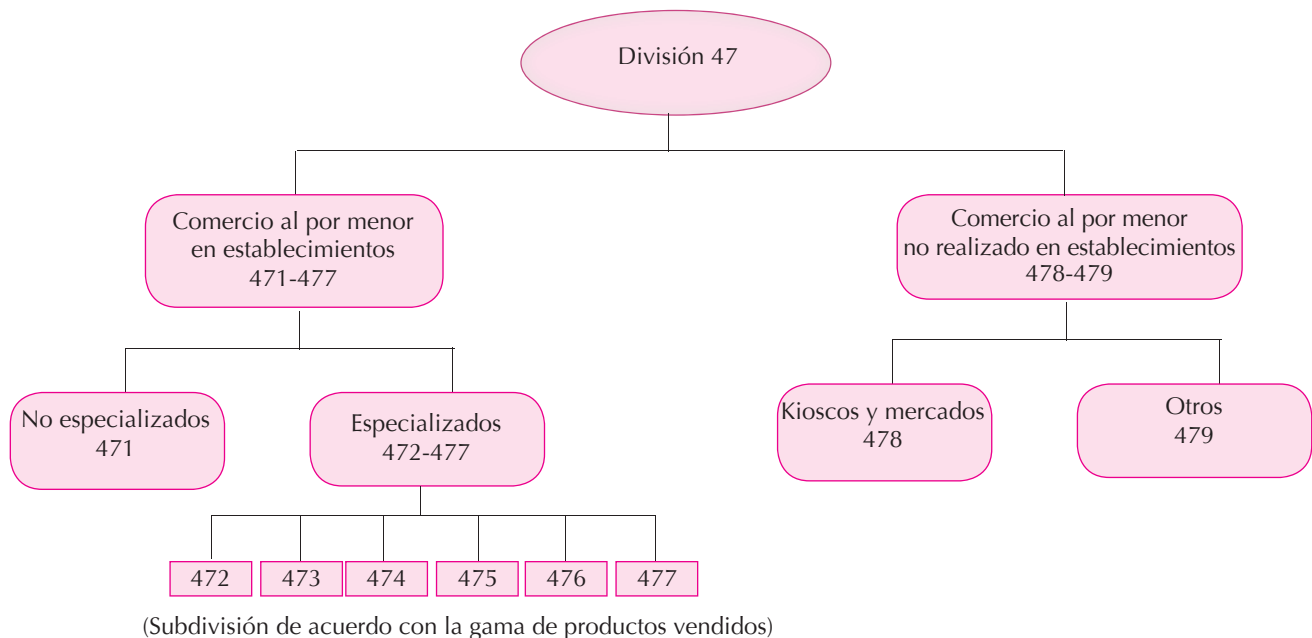 División 47
Comercio al por menor
en establecimientos
471-477
Comercio al por menor
no realizado en establecimientos
478-479
No especializados
471
Especializados
472-477
Kioscos y mercados
478
Otros
479
472
473
474
475
476
477
(Subdivisión de acuerdo con la gama de productos vendidos)